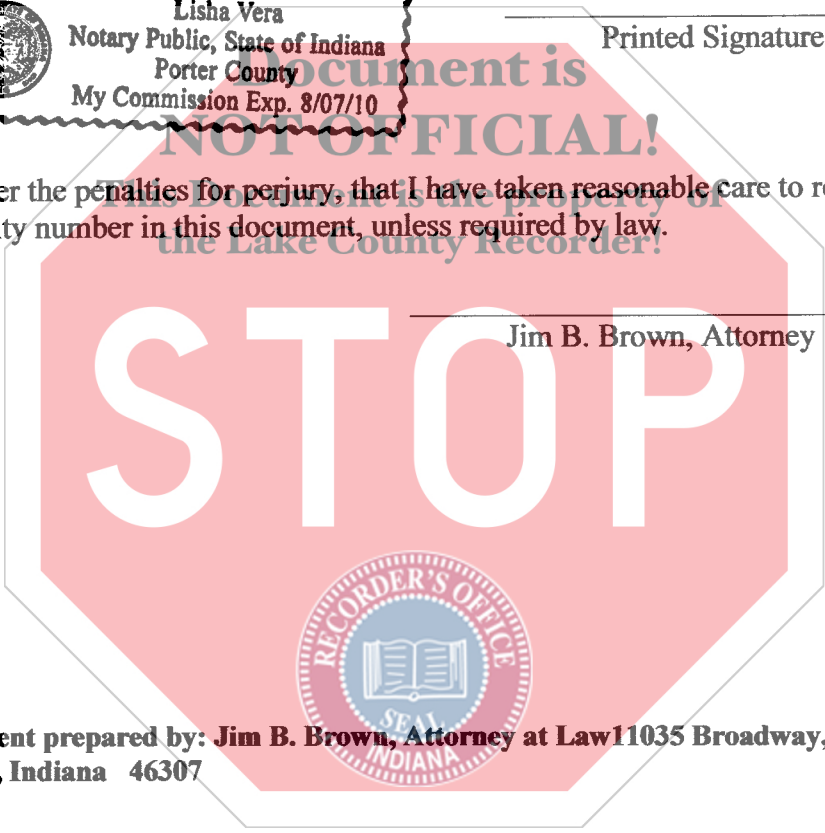 Lisha Vera
Notary Public, State of Indiana
Porter County
My Commission Exp. 8/07/10
Printed Signature
Document is
NOT OFFICIAL!
This Document is the property of
the Lake County Recorder!
er the penalties for perjury, that I have taken reasonable care to re
ty number in this document, unless required by law.
STOP
Jim B. Brown, Attorney
RECORDER'S OFFICE
SEAL
INDIANA
ent prepared by: Jim B. Brown, Attorney at Law11035 Broadway,
, Indiana 46307